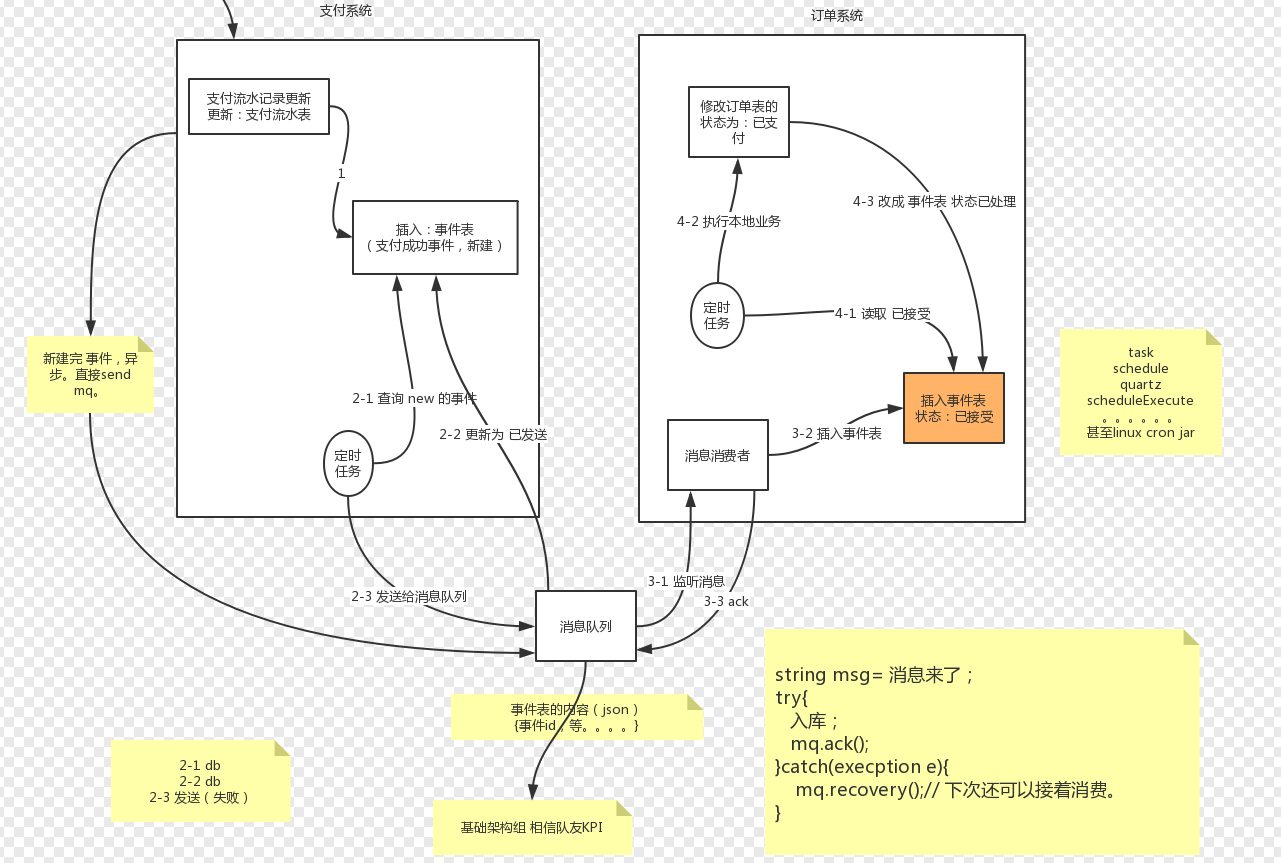 支付系统
订单系统
支付流水记录更新
更新：支付流水表
1
插入：事件表
（支付成功事件，新建）
修改订单表的
状态为：已支
付
4-3 改成 事件表 状态已处理
4-2 执行本地业务
定时
任务
4-1 读取 已接受
新建完 事件，异
步。直接send
mq。
task
schedule
quartz
scheduleExecute
。。。。。。
甚至linux cron jar
插入事件表
状态：已接受
2-1 查询 new 的事件
2-2 更新为 已发送
3-2 插入事件表
消息消费者
定时
任务
3-1 监听消息
3-3 ack
2-3 发送给消息队列
消息队列
事件表的内容（json）
{事件id，等。。。。}
string msg= 消息来了；
try{
入库；
mq.ack();
}catch(execption e){
mq.recovery();// 下次还可以接着消费。
}
2-1 db
2-2 db
2-3 发送（失败）
基础架构组 相信队友KPI